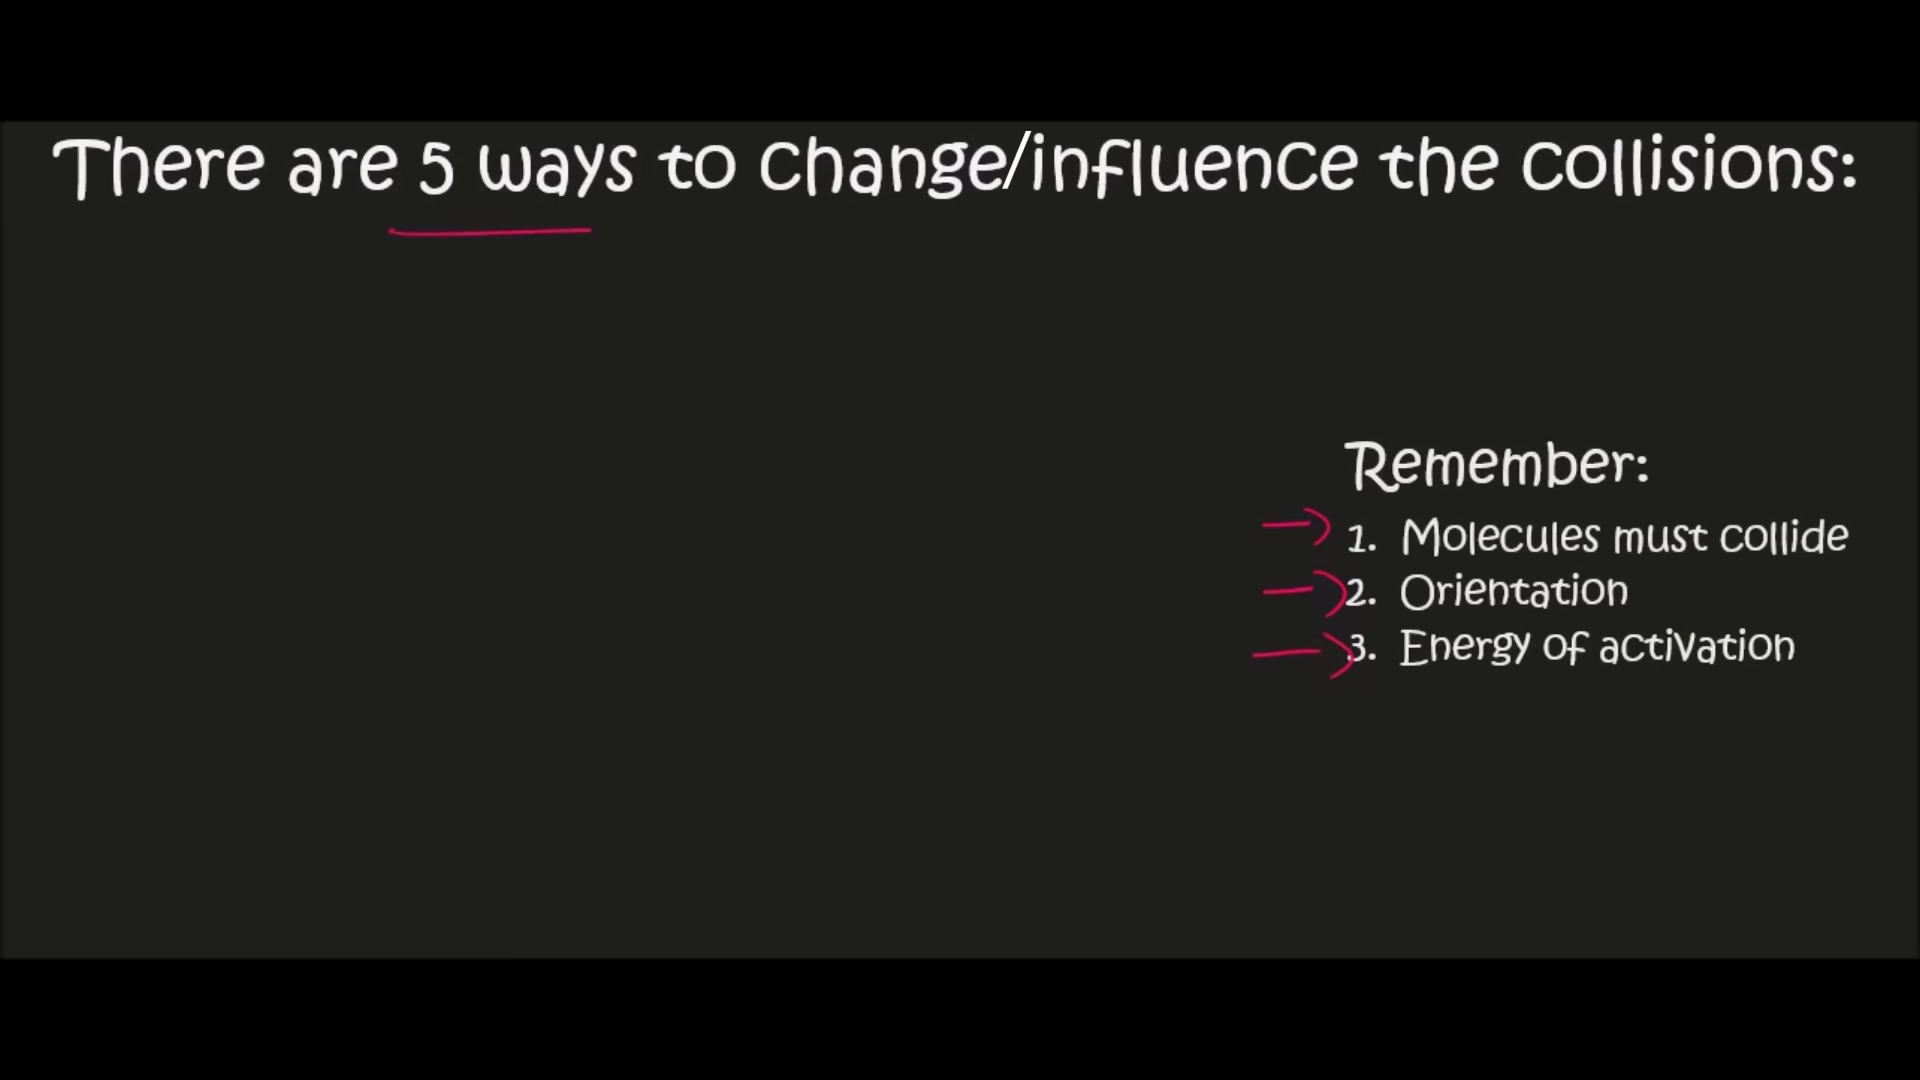 There are 5 ways to change/influence the collisions:
Remember:
1. Molecules must collide
2. Orientation
3. Energy of activation